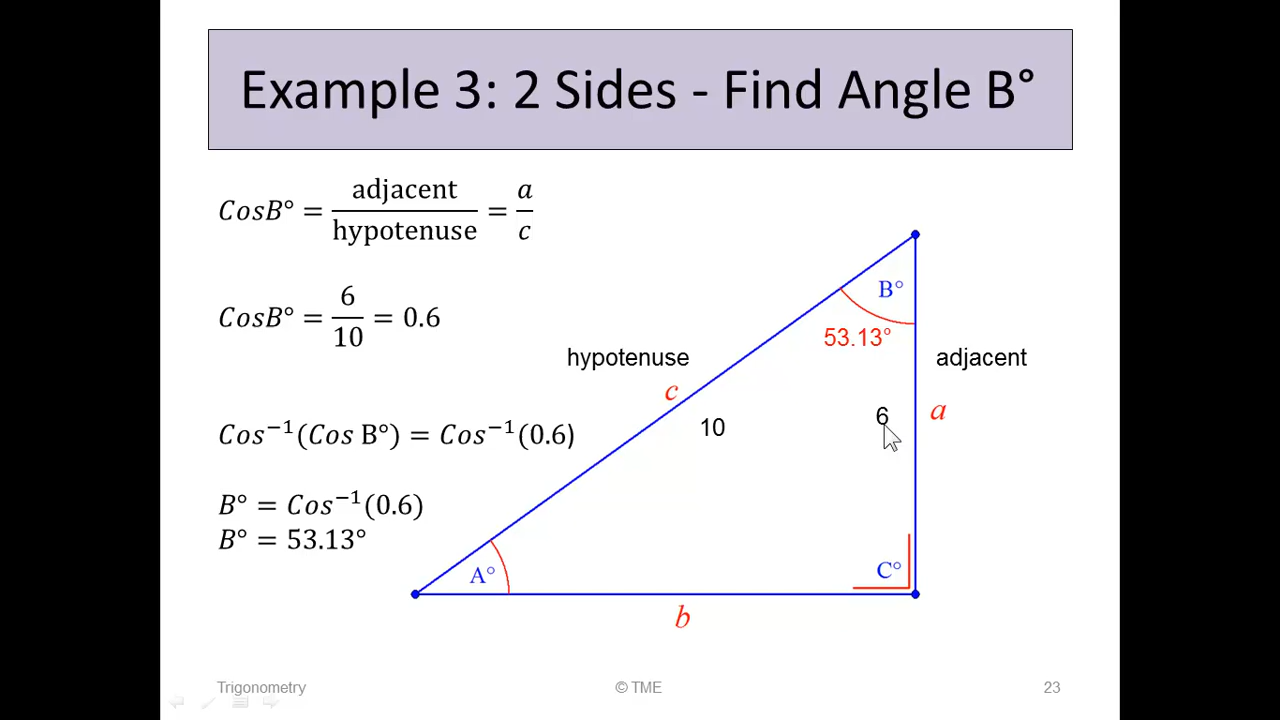 Example 3: 2 Sides - Find Angle B°
CosB° = adjacent/hypotenuse = a/c
CosB° = 6/10 = 0.6
Cos⁻¹(Cos B°) = Cos⁻¹(0.6)
B° = Cos⁻¹(0.6)
B° = 53.13°
B°
53.13°
hypotenuse
adjacent
c
10
6
a
A°
C°
b
Trigonometry
© TME
23